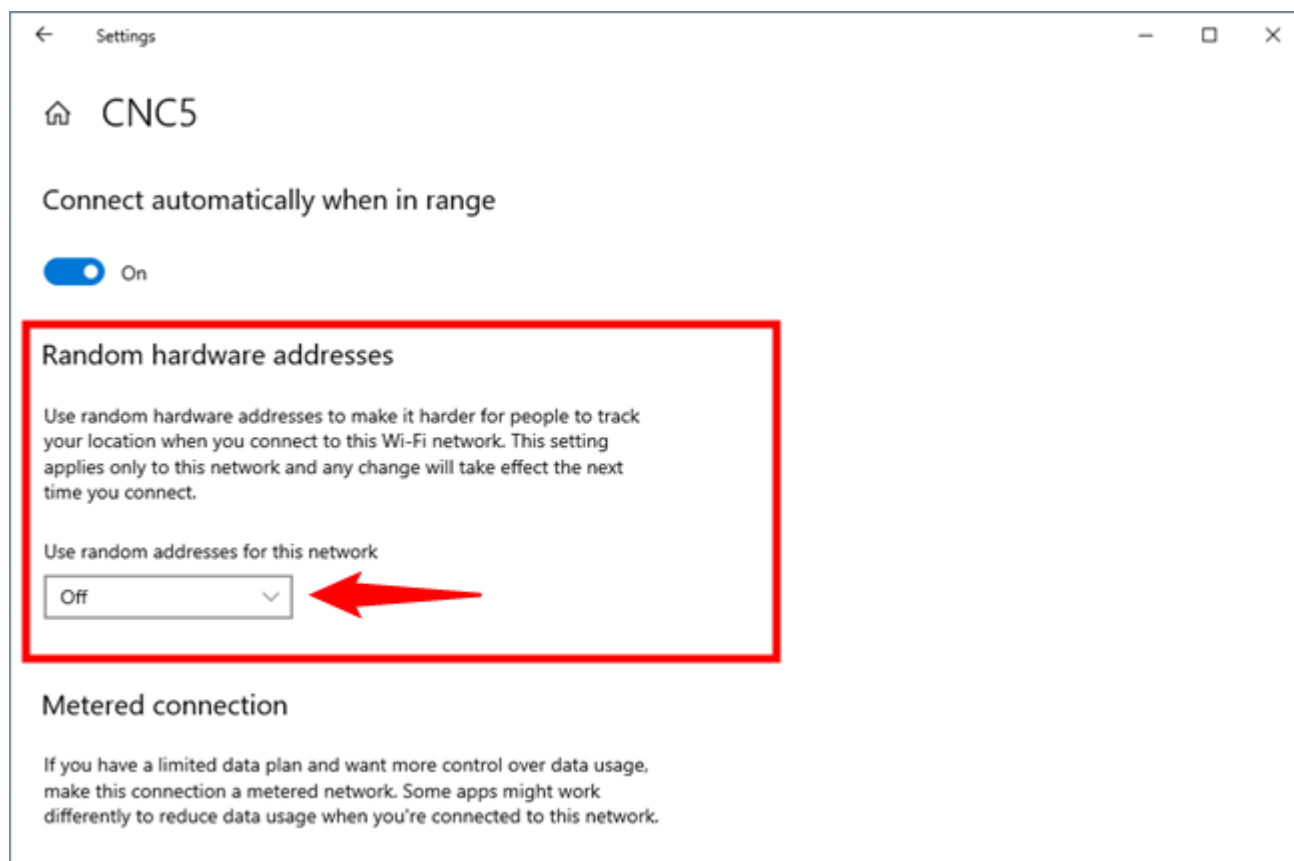 Settings
CNC5
Connect automatically when in range
On
Random hardware addresses
Use random hardware addresses to make it harder for people to track
your location when you connect to this Wi-Fi network. This setting
applies only to this network and any change will take effect the next
time you connect.
Use random addresses for this network
Off
Metered connection
If you have a limited data plan and want more control over data usage,
make this connection a metered network. Some apps might work
differently to reduce data usage when you're connected to this network.